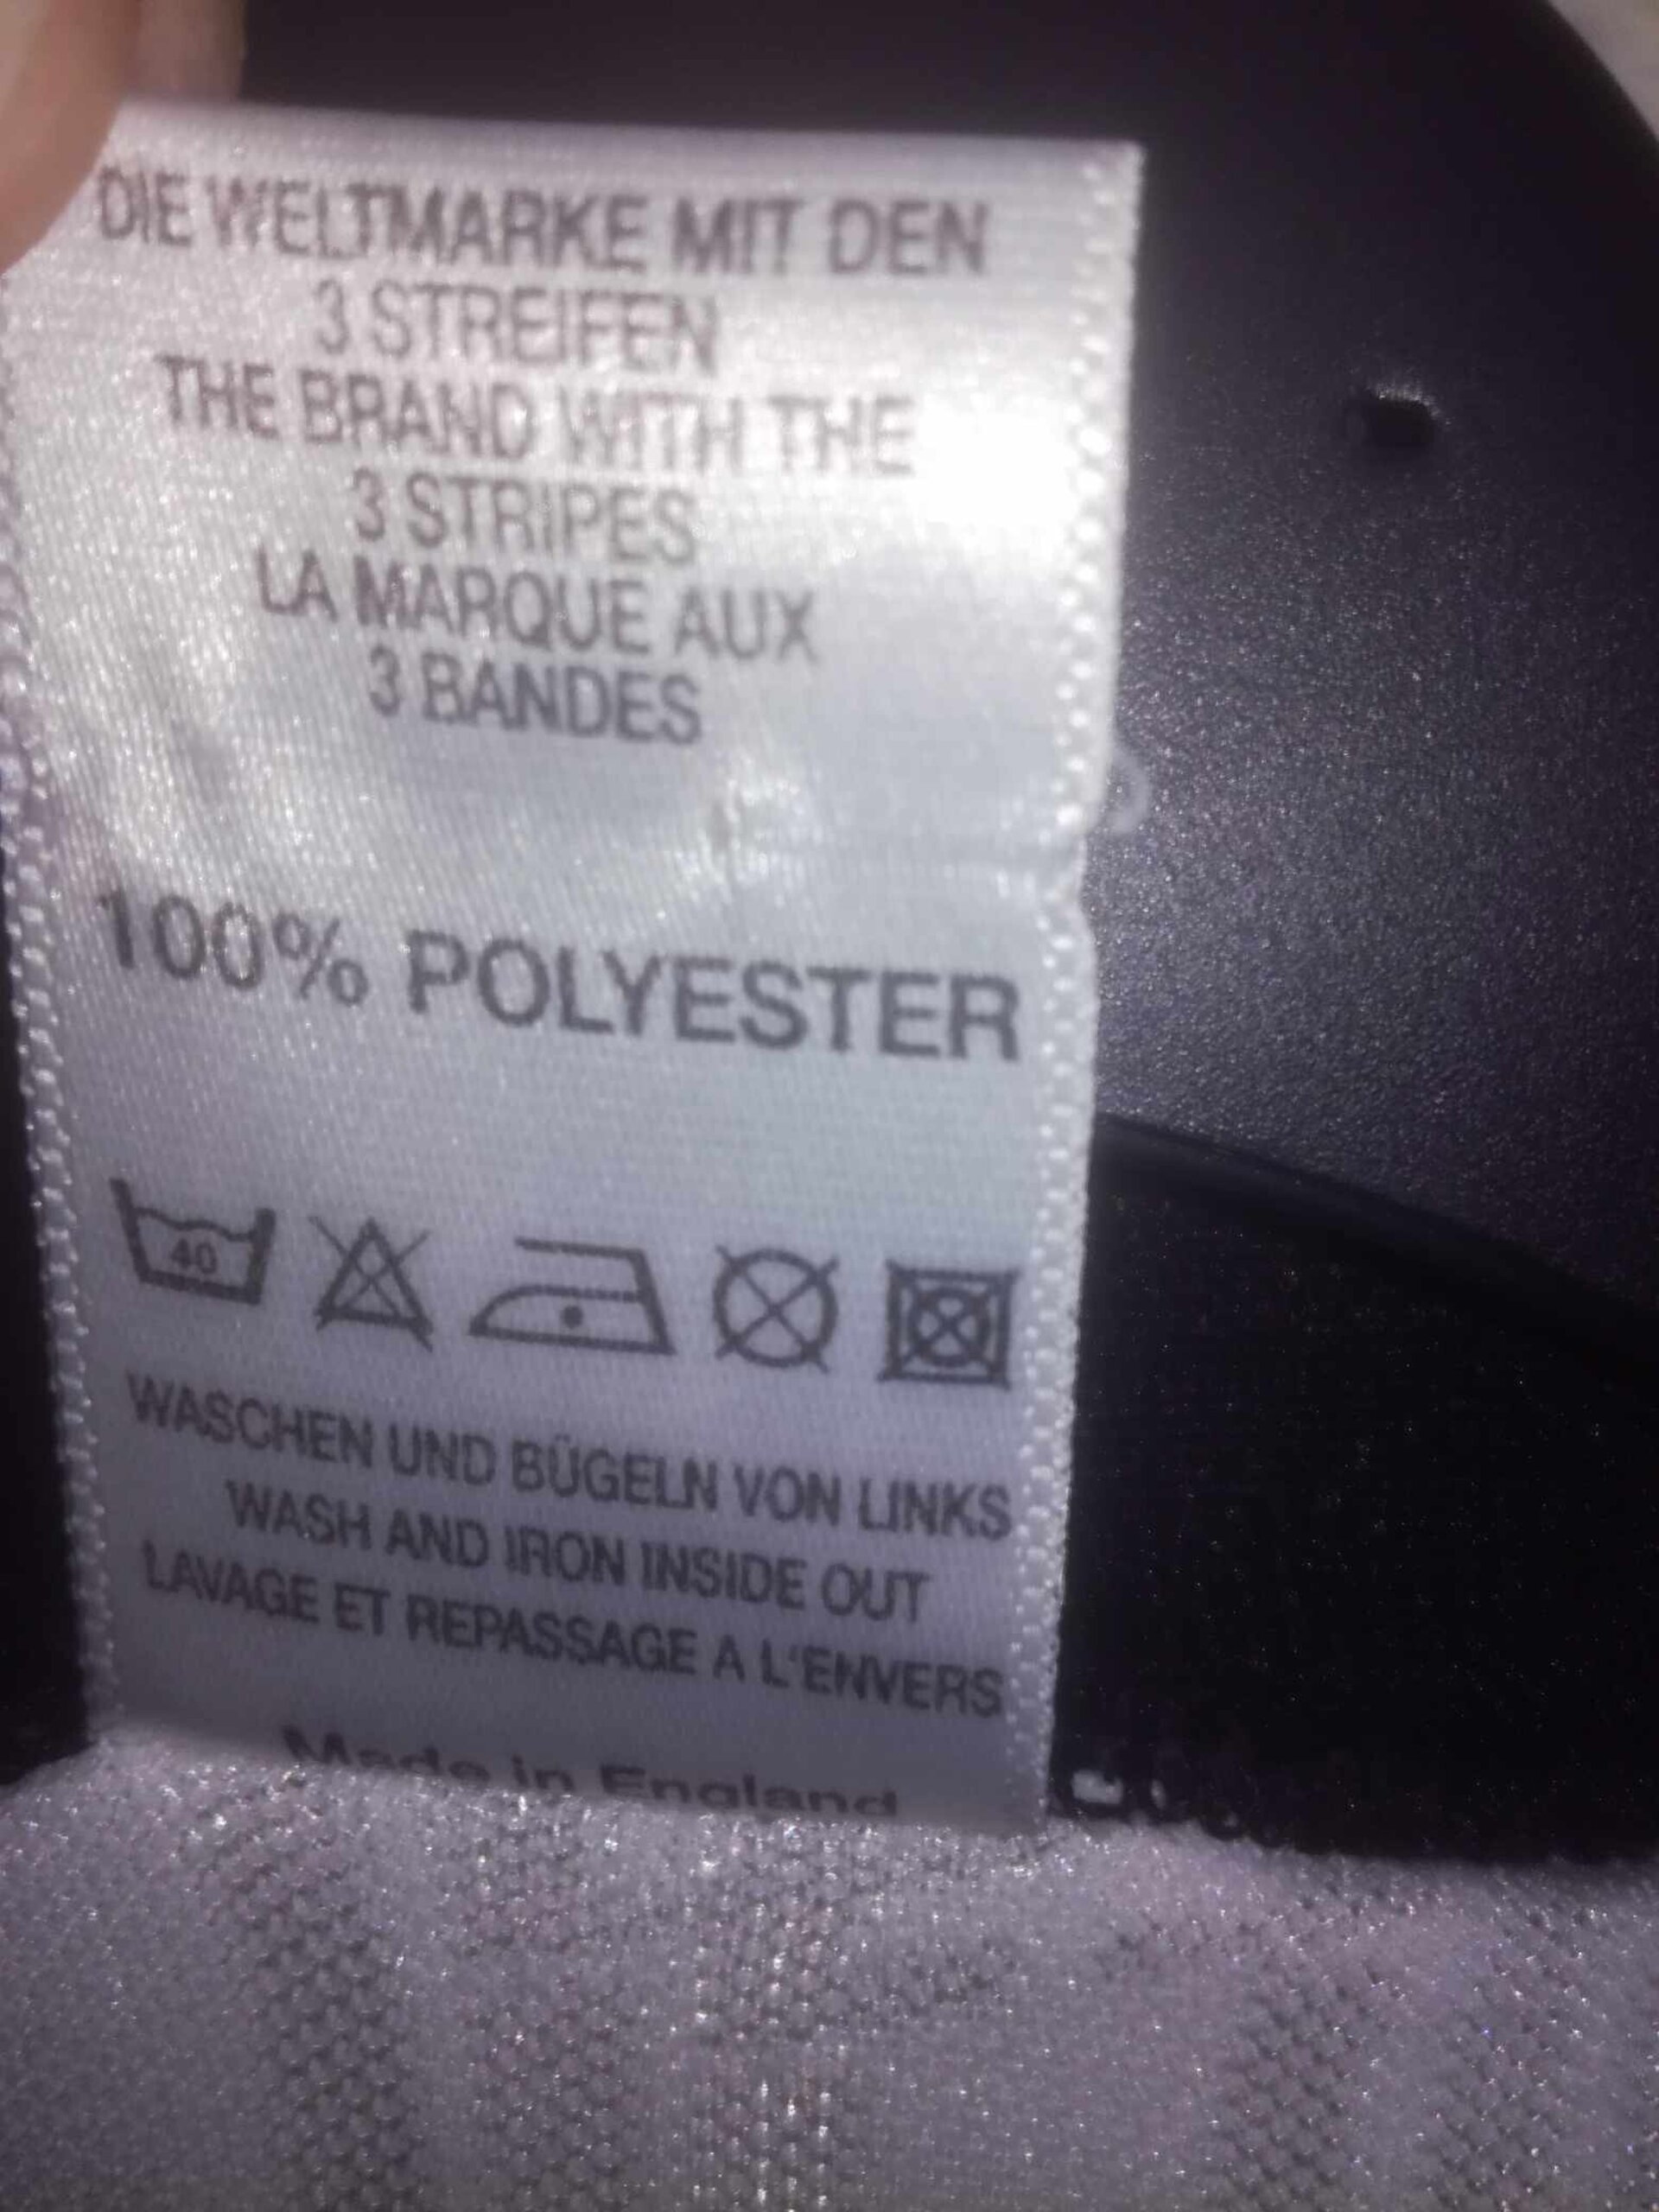 DIE WELTMARKE MIT DEN
3 STREIFEN
THE BRAND WITH THE
3 STRIPES
LA MARQUE AUX
3 BANDES
100% POLYESTER
40
WASCHEN UND BÜGELN VON LINKS
WASH AND IRON INSIDE OUT
LAVAGE ET REPASSAGE A L'ENVERS
Made in England